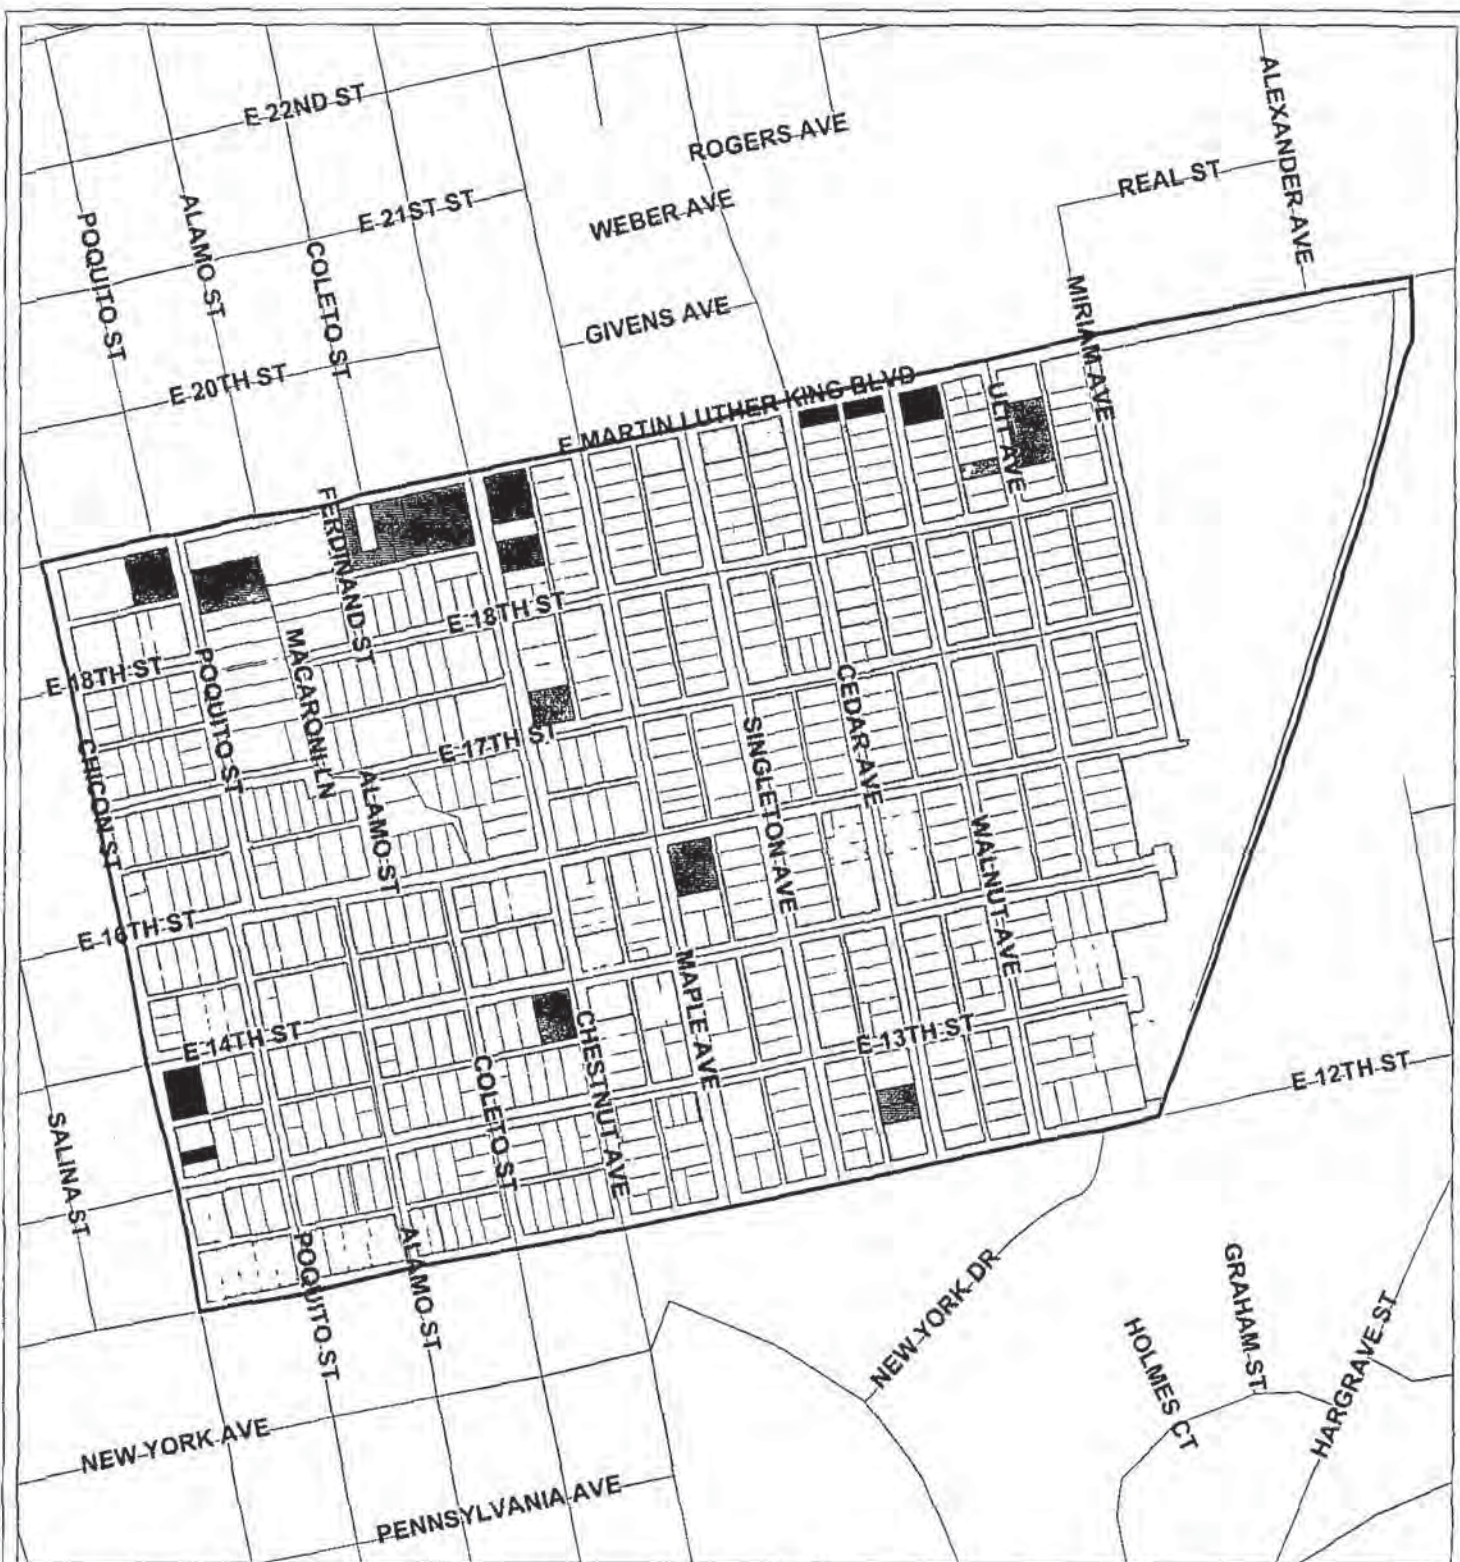 E 22ND ST
ROGERS AVE
ALEXANDER AVE
REAL ST
E 21ST ST
WEBER AVE
POQUITO ST
ALAMO ST
COLETO ST
GIVENS AVE
MIRIAM AVE
E 20TH ST
E MARTIN LUTHER KING BLVD
ULIT AVE
FERDINAND ST
E 18TH ST
E 18TH ST
POQUITO ST
MACARONI LN
CEDAR AVE
SINGLETON AVE
E 17TH ST
CHICON ST
ALAMO ST
WALNUT AVE
E 16TH ST
MAPLE AVE
E 14TH ST
CHESTNUT AVE
E 13TH ST
COLETO ST
E 12TH ST
SALINA ST
POQUITO ST
ALAMO ST
NEW YORK DR
GRAHAM ST
HOLMES CT
HARGRAVE ST
NEW YORK AVE
PENNSYLVANIA AVE